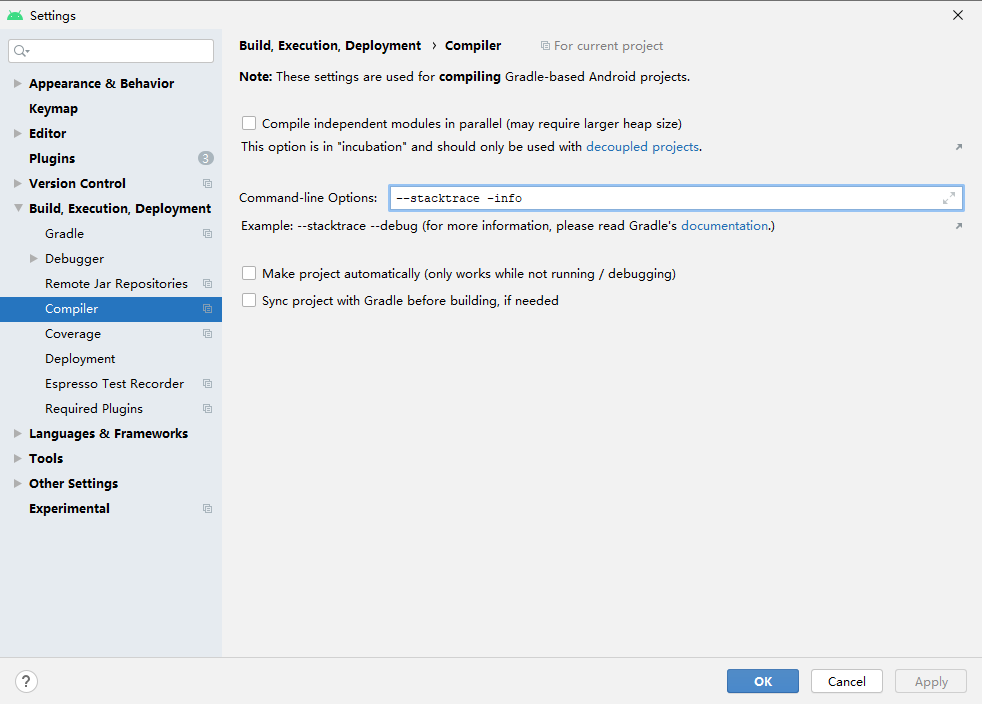 Settings
Appearance & Behavior
Keymap
Editor
Plugins 3
Version Control
Build, Execution, Deployment
Gradle
Debugger
Remote Jar Repositories
Compiler
Coverage
Deployment
Espresso Test Recorder
Required Plugins
Languages & Frameworks
Tools
Other Settings
Experimental
Build, Execution, Deployment › Compiler For current project
Note: These settings are used for compiling Gradle-based Android projects.
Compile independent modules in parallel (may require larger heap size)
This option is in "incubation" and should only be used with decoupled projects.
Command-line Options: --stacktrace -info
Example: --stacktrace --debug (for more information, please read Gradle's documentation.)
Make project automatically (only works while not running / debugging)
Sync project with Gradle before building, if needed
? OK Cancel Apply